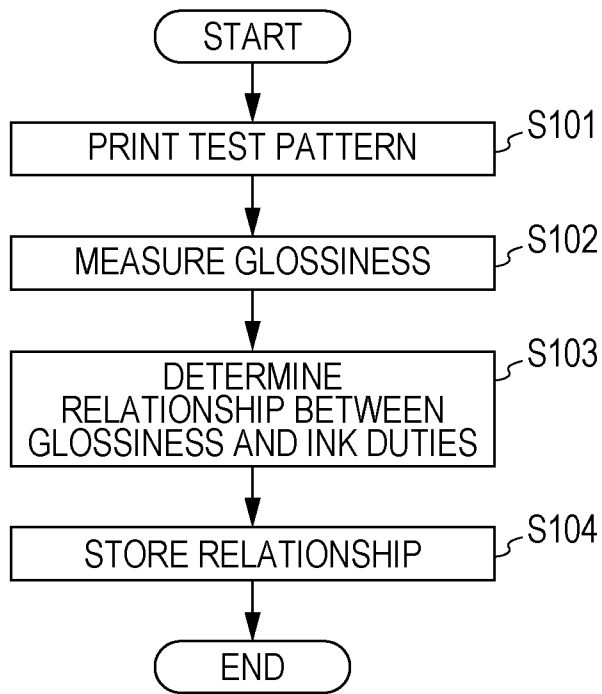 START
PRINT TEST PATTERN
S101
MEASURE GLOSSINESS
S102
DETERMINE
RELATIONSHIP BETWEEN
GLOSSINESS AND INK DUTIES
S103
STORE RELATIONSHIP
S104
END